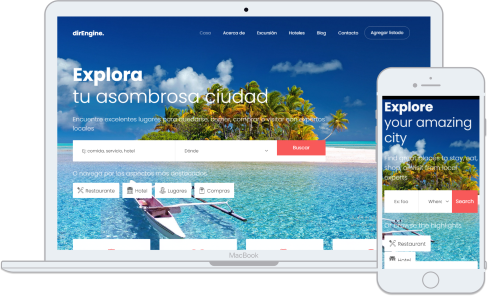 dirEngine.
Casa Acerca de Excursión Hoteles Blog Contacto Agregar listado
Explora
tu asombrosa ciudad
Encuentre excelentes lugares para quedarse, comer, comprar o visitar con expertos
locales
Ej: comida, servicio, hotel
Dónde
Buscar
O navega por los aspectos más destacados
Restaurante
Hotel
Lugares
Compras
MacBook
Explore
your amazing
city
Find great places to stay, eat,
shop, or visit from local
experts
Ex: foo
Where
Search
Or browse the highlights
Restaurant
Hotel